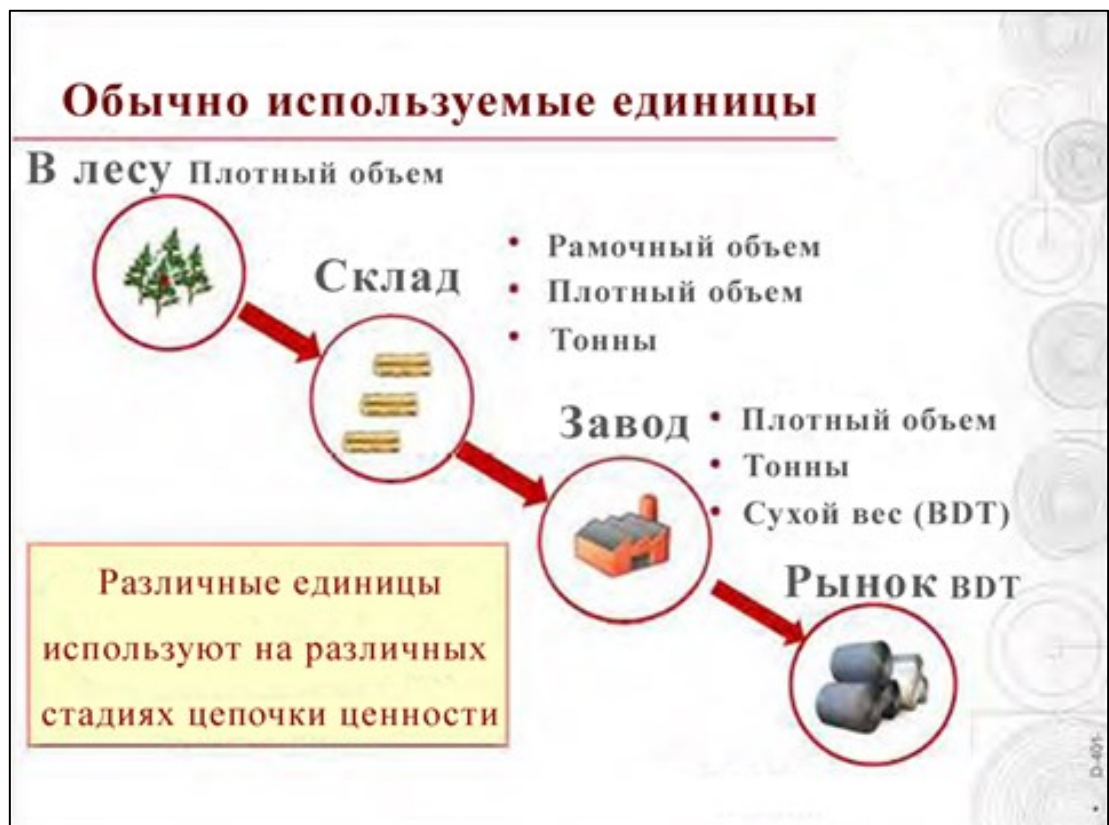 Обычно используемые единицы
В лесу Плотный объем
Склад
• Рамочный объем
• Плотный объем
• Тонны
Завод
• Плотный объем
• Тонны
• Сухой вес (BDT)
Рынок BDT
Различные единицы
используют на различных
стадиях цепочки ценности
D-401-